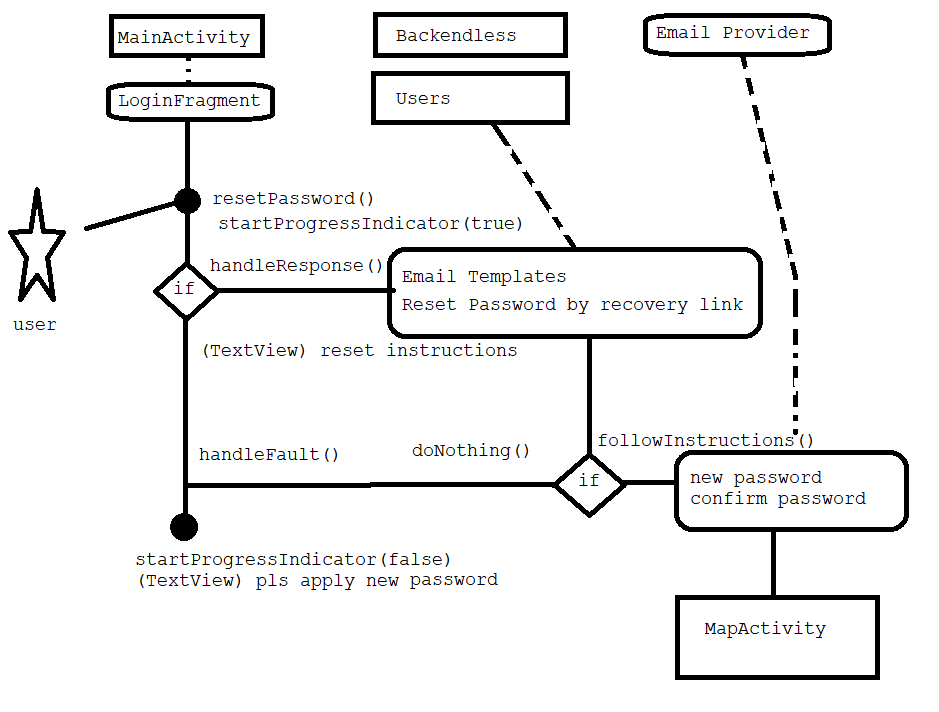 MainActivity
Backendless
Email Provider
LoginFragment
Users
resetPassword()
startProgressIndicator(true)
handleResponse()
if
Email Templates
Reset Password by recovery link
user
(TextView) reset instructions
handleFault()
doNothing()
followInstructions()
if
new password
confirm password
startProgressIndicator(false)
(TextView) pls apply new password
MapActivity